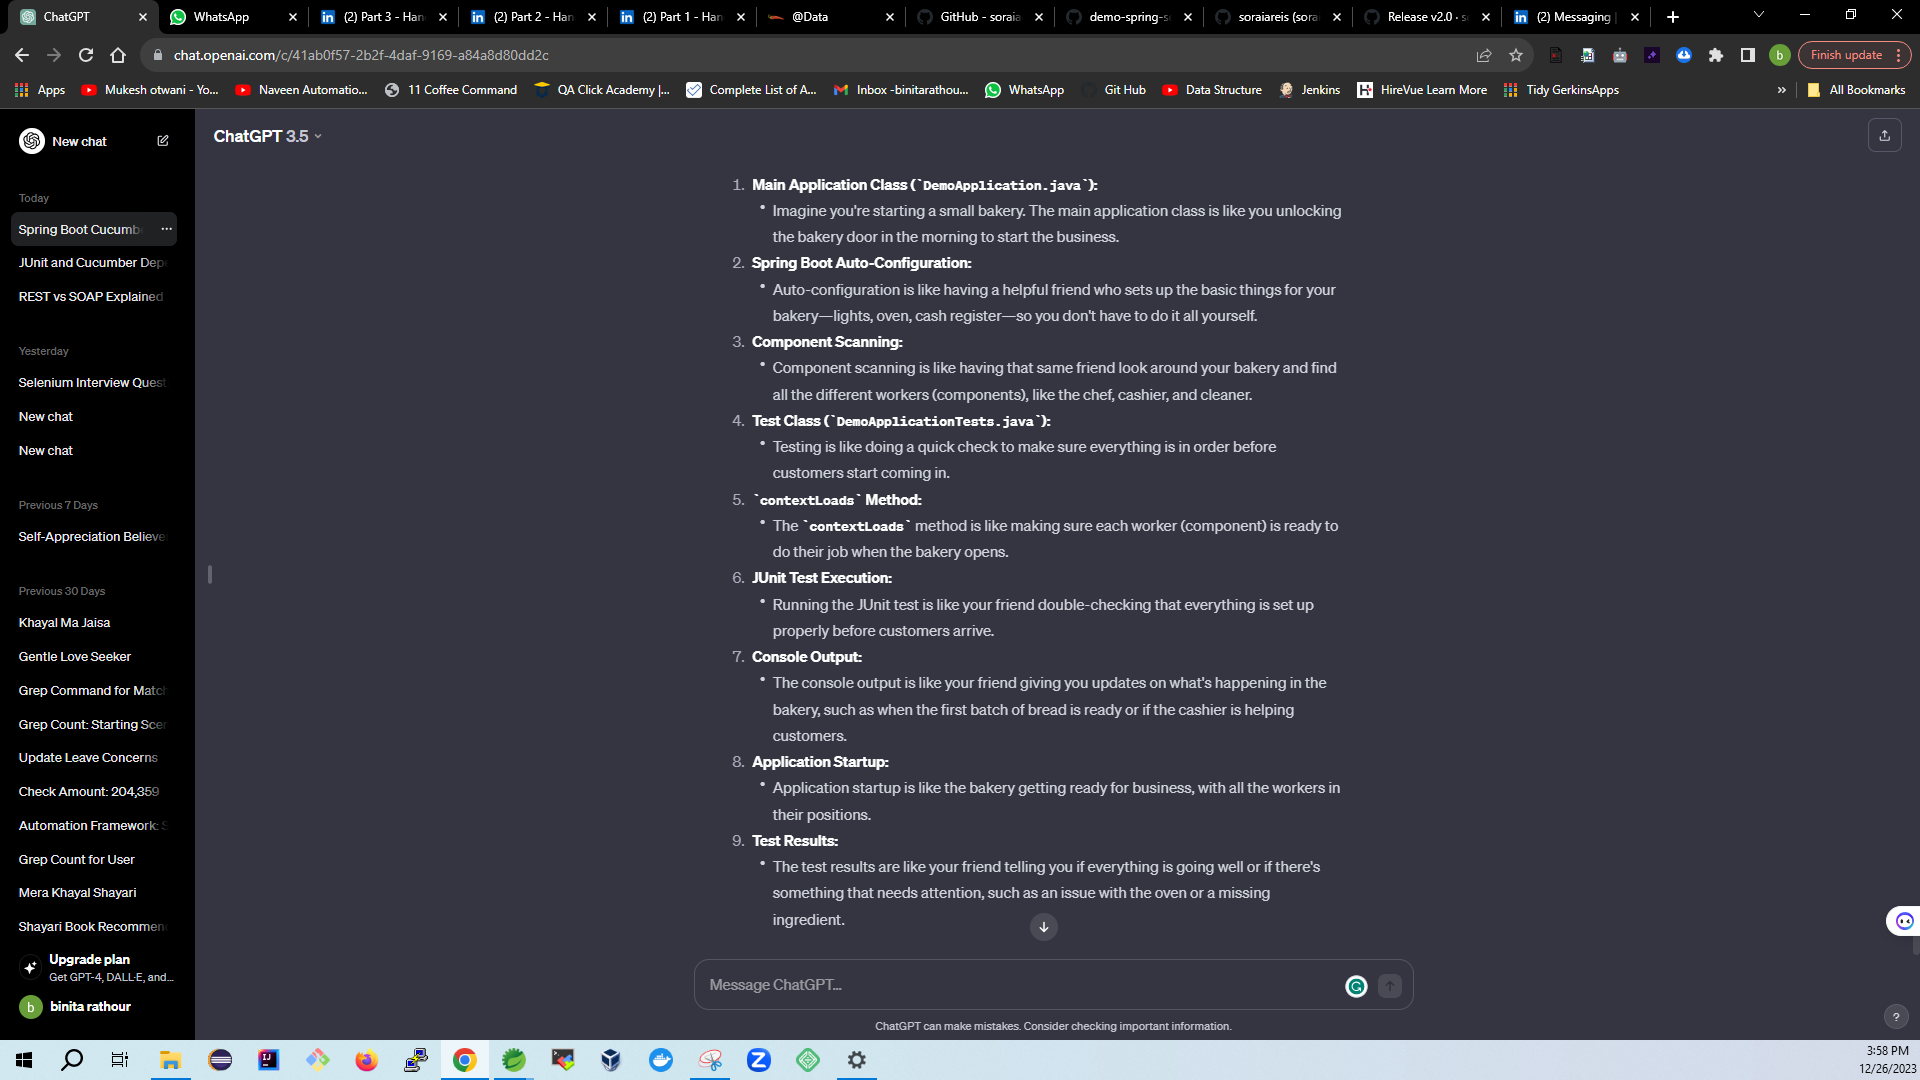 ChatGPT
WhatsApp
(2) Part 3 - Han
(2) Part 2 - Han
(2) Part 1 - Han
@Data
GitHub - soraia
demo-spring-s
soraiareis (sora
Release v2.0 · s
(2) Messaging |
chat.openai.com/c/41ab0f57-2b2f-4daf-9169-a84a8d80dd2c
b
Finish update
Apps
Mukesh otwani - Yo...
Naveen Automatio...
11 Coffee Command
QA Click Academy |...
Complete List of A...
Inbox -binitarathou...
WhatsApp
Git Hub
Data Structure
Jenkins
HireVue Learn More
Tidy GerkinsApps
»
All Bookmarks
New chat
Today
Spring Boot Cucumb
JUnit and Cucumber Dep
REST vs SOAP Explained
Yesterday
Selenium Interview Quest
New chat
New chat
Previous 7 Days
Self-Appreciation Believe
Previous 30 Days
Khayal Ma Jaisa
Gentle Love Seeker
Grep Command for Match
Grep Count: Starting Scen
Update Leave Concerns
Check Amount: 204,359
Automation Framework: S
Grep Count for User
Mera Khayal Shayari
Shayari Book Recommen
Upgrade plan
Get GPT-4, DALL·E, and...
b binita rathour
ChatGPT 3.5
1. Main Application Class (`DemoApplication.java`):
• Imagine you're starting a small bakery. The main application class is like you unlocking
the bakery door in the morning to start the business.
2. Spring Boot Auto-Configuration:
• Auto-configuration is like having a helpful friend who sets up the basic things for your
bakery—lights, oven, cash register—so you don't have to do it all yourself.
3. Component Scanning:
• Component scanning is like having that same friend look around your bakery and find
all the different workers (components), like the chef, cashier, and cleaner.
4. Test Class (`DemoApplicationTests.java`):
• Testing is like doing a quick check to make sure everything is in order before
customers start coming in.
5. `contextLoads` Method:
• The `contextLoads` method is like making sure each worker (component) is ready to
do their job when the bakery opens.
6. JUnit Test Execution:
• Running the JUnit test is like your friend double-checking that everything is set up
properly before customers arrive.
7. Console Output:
• The console output is like your friend giving you updates on what's happening in the
bakery, such as when the first batch of bread is ready or if the cashier is helping
customers.
8. Application Startup:
• Application startup is like the bakery getting ready for business, with all the workers in
their positions.
9. Test Results:
• The test results are like your friend telling you if everything is going well or if there's
something that needs attention, such as an issue with the oven or a missing
ingredient.
Message ChatGPT...
ChatGPT can make mistakes. Consider checking important information.
?
3:58 PM
12/26/2023